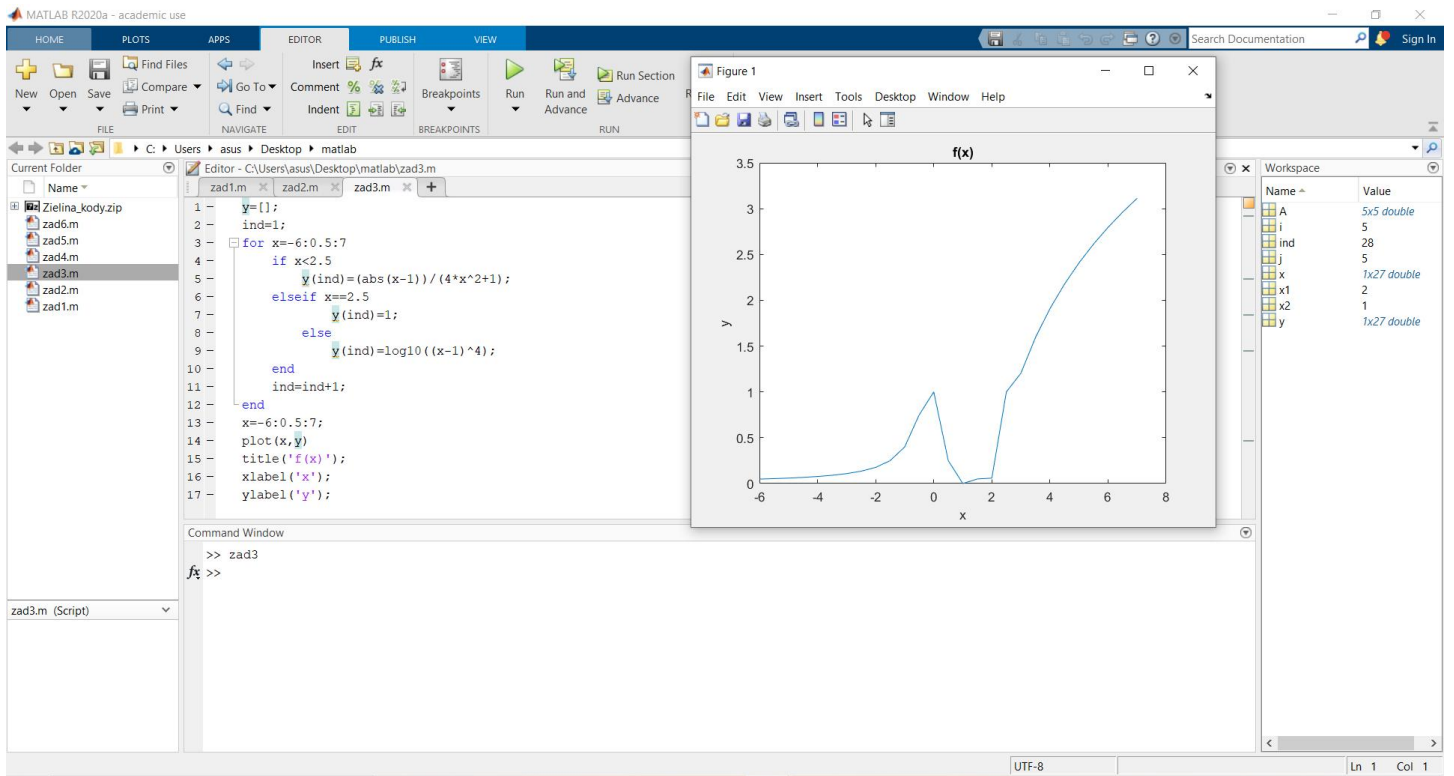 MATLAB R2020a - academic use
HOME PLOTS APPS EDITOR PUBLISH VIEW Search Documentation Sign In
New Open Save Find Files Compare Print
FILE
Go To Find
NAVIGATE
Insert fx Comment Indent
EDIT
Breakpoints
BREAKPOINTS
Run Run and Advance Run Section Advance
RUN
C: Users asus Desktop matlab
Current Folder
Name
Zielina_kody.zip
zad6.m
zad5.m
zad4.m
zad3.m
zad2.m
zad1.m
zad3.m (Script)
Editor - C:\Users\asus\Desktop\matlab\zad3.m
zad1.m zad2.m zad3.m +
1 − y=[];
2 − ind=1;
3 − for x=-6:0.5:7
4 − if x<2.5
5 − y(ind)=(abs(x-1))/(4*x^2+1);
6 − elseif x==2.5
7 − y(ind)=1;
8 − else
9 − y(ind)=log10((x-1)^4);
10 − end
11 − ind=ind+1;
12 − end
13 − x=-6:0.5:7;
14 − plot(x,y)
15 − title('f(x)');
16 − xlabel('x');
17 − ylabel('y');
Command Window
>> zad3
fx >>
Figure 1
File Edit View Insert Tools Desktop Window Help
f(x)
3.5
3
2.5
2
1.5
1
0.5
0
y
-6 -4 -2 0 2 4 6 8
x
Workspace
Name Value
A 5x5 double
i 5
ind 28
j 5
x 1x27 double
x1 2
x2 1
y 1x27 double
UTF-8 Ln 1 Col 1